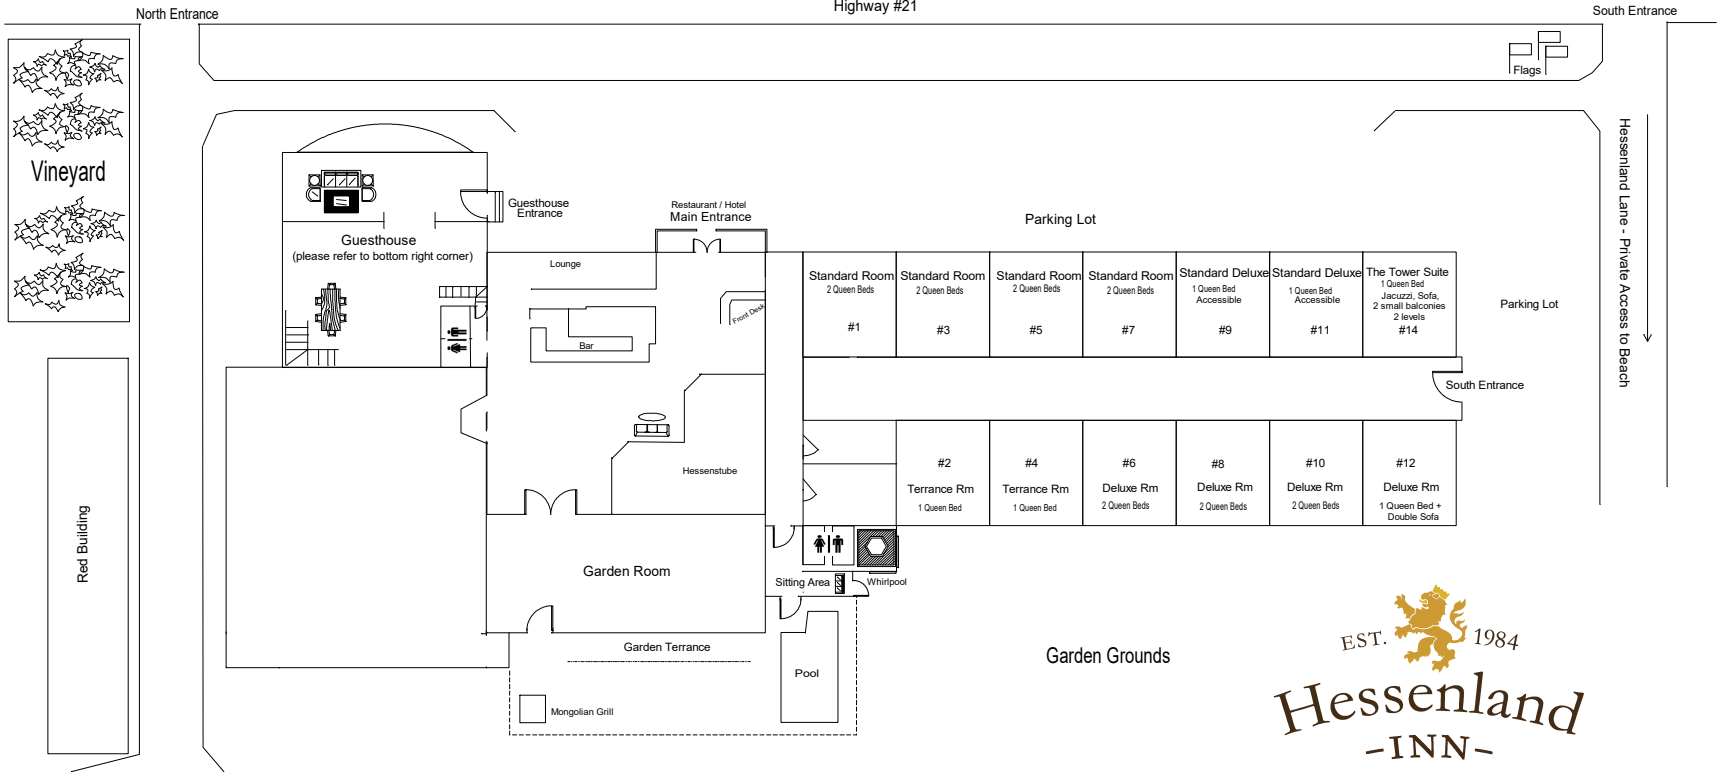 Highway #21
North Entrance
South Entrance
Flags
Vineyard
Hessenland Lane - Private Access to Beach
Guesthouse
Entrance
Restaurant / Hotel
Main Entrance
Parking Lot
Guesthouse
(please refer to bottom right corner)
Lounge
Front Desk
Bar
Standard Room
2 Queen Beds
#1
Standard Room
2 Queen Beds
#3
Standard Room
2 Queen Beds
#5
Standard Room
2 Queen Beds
#7
Standard Deluxe
1 Queen Bed
Accessible
#9
Standard Deluxe
1 Queen Bed
Accessible
#11
The Tower Suite
1 Queen Bed
Jacuzzi, Sofa,
2 small balconies
2 levels
#14
Parking Lot
South Entrance
Hessenstube
#2
Terrance Rm
1 Queen Bed
#4
Terrance Rm
1 Queen Bed
#6
Deluxe Rm
2 Queen Beds
#8
Deluxe Rm
2 Queen Beds
#10
Deluxe Rm
2 Queen Beds
#12
Deluxe Rm
1 Queen Bed +
Double Sofa
Red Building
Garden Room
Sitting Area
Whirlpool
Garden Terrance
Pool
Mongolian Grill
Garden Grounds
EST. 1984
Hessenland
-INN-